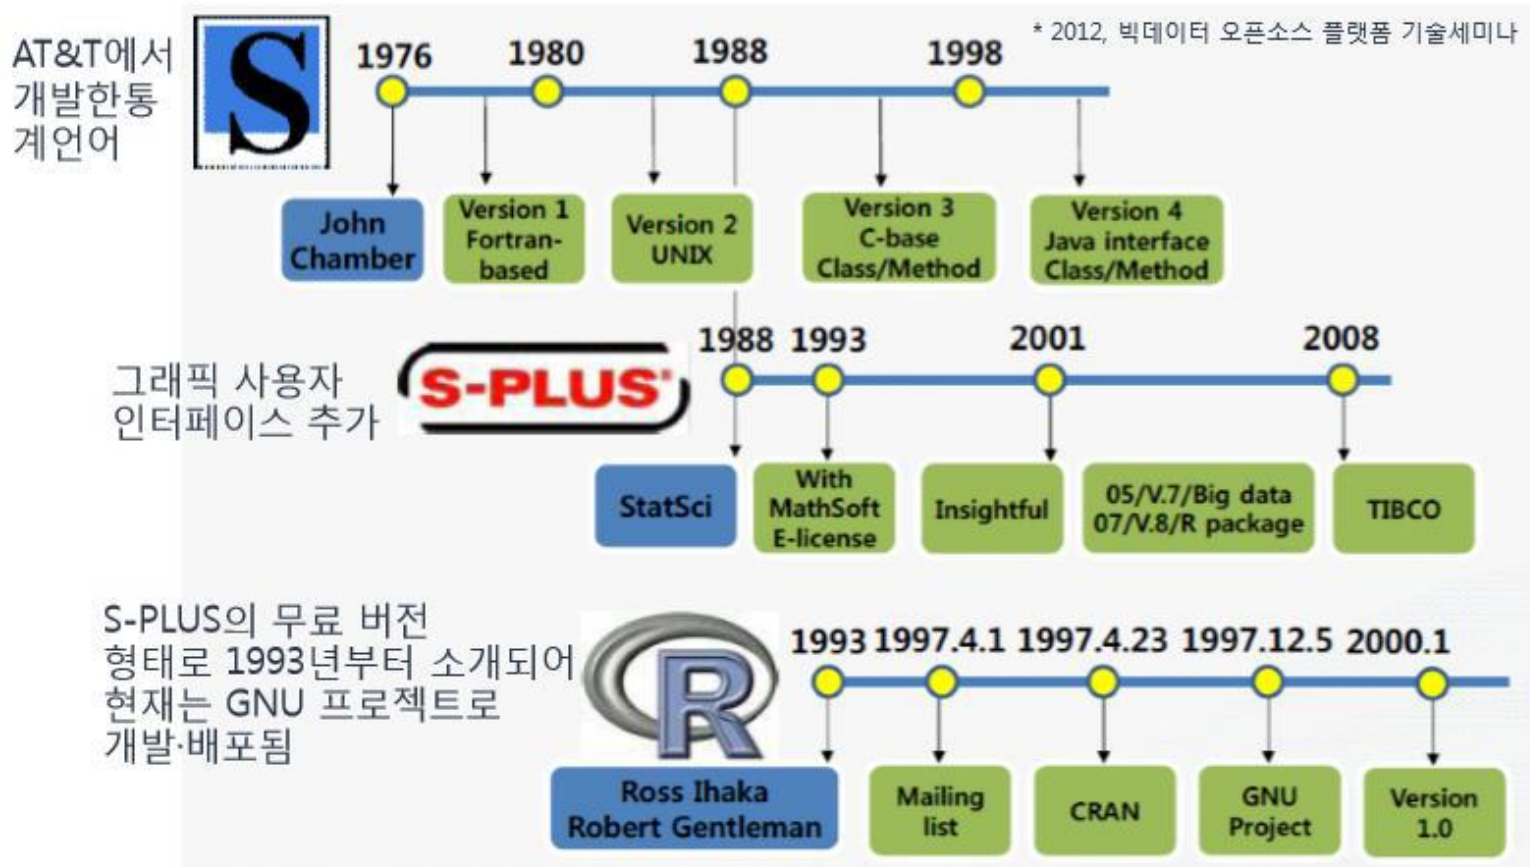 * 2012, 빅데이터 오픈소스 플랫폼 기술세미나
AT&T에서
개발한통
계언어
S
1976 1980 1988 1998
John
Chamber
Version 1
Fortran-
based
Version 2
UNIX
Version 3
C-base
Class/Method
Version 4
Java interface
Class/Method
그래픽 사용자
인터페이스 추가
S-PLUS®
1988 1993 2001 2008
StatSci
With
MathSoft
E-license
Insightful
05/V.7/Big data
07/V.8/R package
TIBCO
S-PLUS의 무료 버전
형태로 1993년부터 소개되어
현재는 GNU 프로젝트로
개발·배포됨
R
1993 1997.4.1 1997.4.23 1997.12.5 2000.1
Ross Ihaka
Robert Gentleman
Mailing
list
CRAN
GNU
Project
Version
1.0